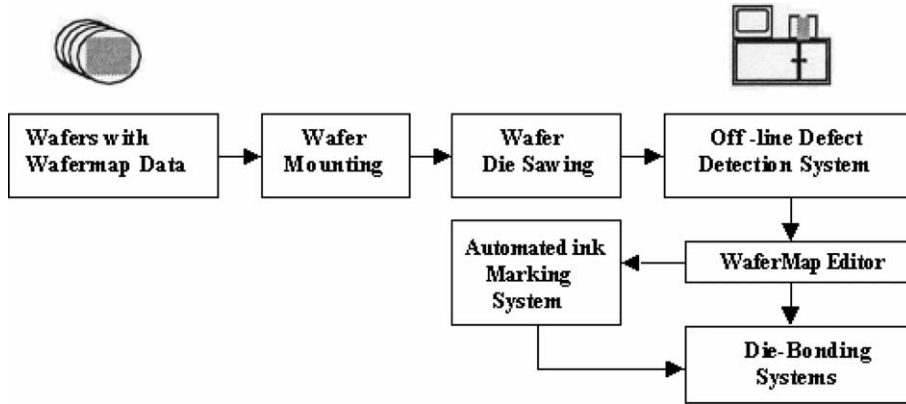 Wafers with
Wafermap Data
Wafer
Mounting
Wafer
Die Sawing
Off -line Defect
Detection System
Automated ink
Marking
System
WaferMap Editor
Die-Bonding
Systems